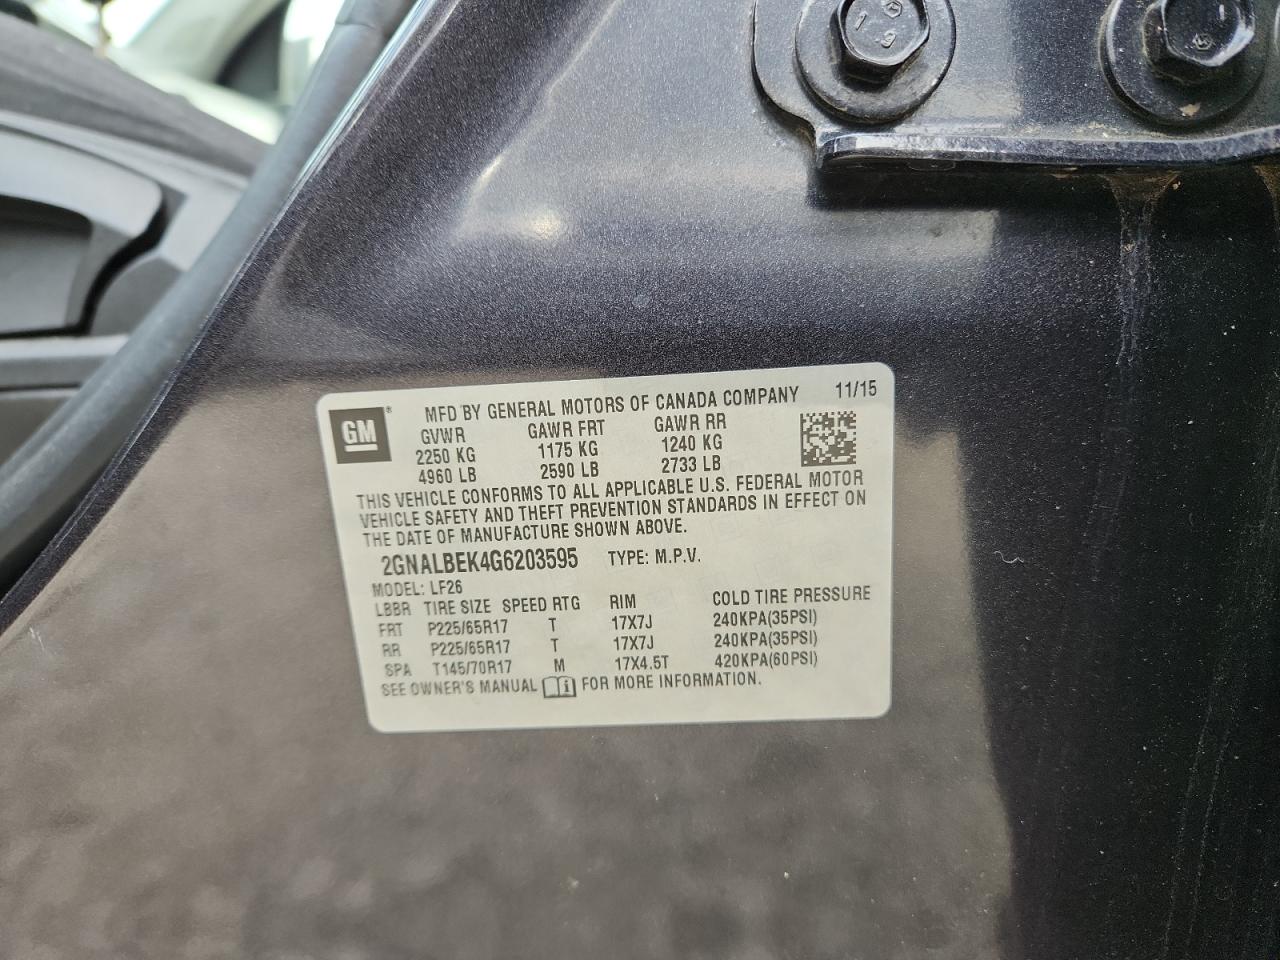 19
GM®
MFD BY GENERAL MOTORS OF CANADA COMPANY 11/15
GVWR GAWR FRT GAWR RR
2250 KG 1175 KG 1240 KG
4960 LB 2590 LB 2733 LB
THIS VEHICLE CONFORMS TO ALL APPLICABLE U.S. FEDERAL MOTOR
VEHICLE SAFETY AND THEFT PREVENTION STANDARDS IN EFFECT ON
THE DATE OF MANUFACTURE SHOWN ABOVE.
2GNALBEK4G6203595 TYPE: M.P.V.
MODEL: LF26
LBBR TIRE SIZE SPEED RTG RIM COLD TIRE PRESSURE
FRT P225/65R17 T 17X7J 240KPA(35PSI)
RR P225/65R17 T 17X7J 240KPA(35PSI)
SPA T145/70R17 M 17X4.5T 420KPA(60PSI)
SEE OWNER'S MANUAL i FOR MORE INFORMATION.